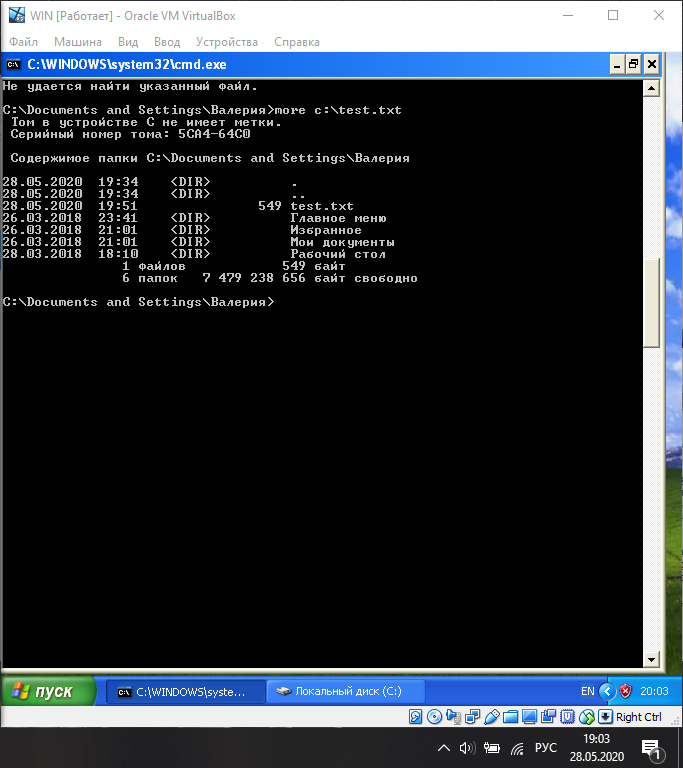 WIN [Работает] - Oracle VM VirtualBox
Файл Машина Вид Ввод Устройства Справка
C:\WINDOWS\system32\cmd.exe
Не удается найти указанный файл.
C:\Documents and Settings\Валерия>more c:\test.txt
Том в устройстве C не имеет метки.
Серийный номер тома: 5CA4-64C0
Содержимое папки C:\Documents and Settings\Валерия
28.05.2020 19:34 <DIR> .
28.05.2020 19:34 <DIR> ..
28.05.2020 19:51 549 test.txt
26.03.2018 23:41 <DIR> Главное меню
26.03.2018 21:01 <DIR> Избранное
26.03.2018 21:01 <DIR> Мои документы
28.03.2018 18:10 <DIR> Рабочий стол
1 файлов 549 байт
6 папок 7 479 238 656 байт свободно
C:\Documents and Settings\Валерия>
пуск C:\WINDOWS\syste... Локальный диск (C:) EN 20:03
Right Ctrl
РУС 19:03
28.05.2020 1